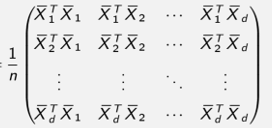 = 1/n ( X̄₁ᵀX̄₁ X̄₁ᵀX̄₂ ⋯ X̄₁ᵀX̄_d
X̄₂ᵀX̄₁ X̄₂ᵀX̄₂ ⋯ X̄₂ᵀX̄_d
⋮ ⋮ ⋱ ⋮
X̄_dᵀX̄₁ X̄_dᵀX̄₂ ⋯ X̄_dᵀX̄_d )